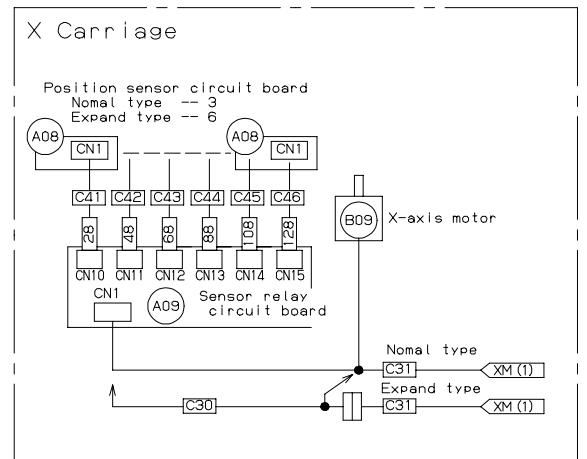 X Carriage
Position sensor circuit board
Nomal type -- 3
Expand type -- 6
A08
CN1
A08
CN1
C41 C42 C43 C44 C45 C46
28 48 68 88 108 128
CN10 CN11 CN12 CN13 CN14 CN15
B09
X-axis motor
CN1
A09
Sensor relay
circuit board
Nomal type
C31
XM (1)
Expand type
C30
C31
XM (1)